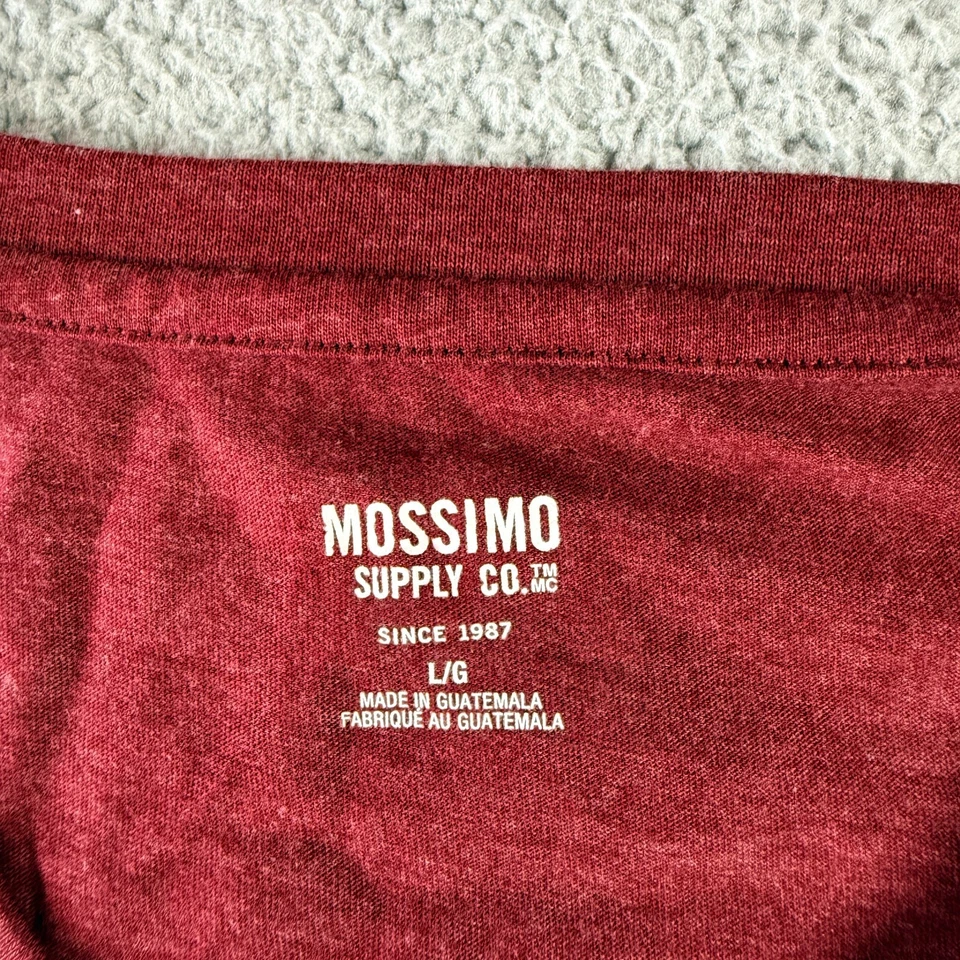 MOSSIMO
SUPPLY CO.™ MC
SINCE 1987
L/G
MADE IN GUATEMALA
FABRIQUÉ AU GUATEMALA